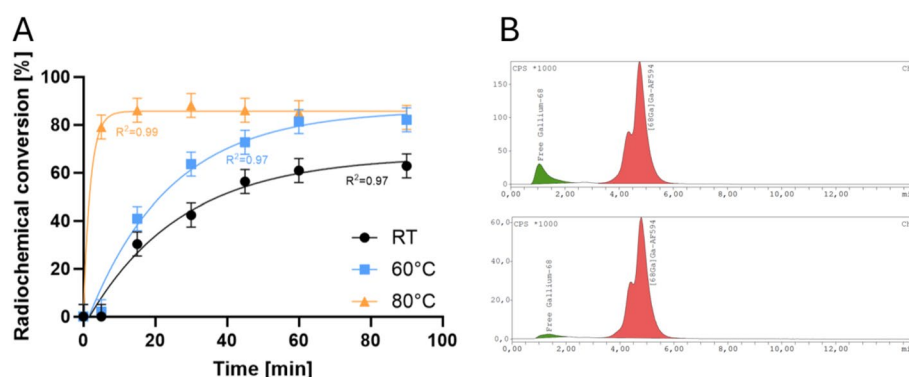 A
Radiochemical conversion [%]
100
80
60
40
20
0
R²=0.99
R²=0.97
R²=0.97
RT
60°C
80°C
0
20
40
60
80
100
Time [min]
B
CPS *1000
150
100
50
0
Free Gallium-68
[68Ga]Ga-AF594
0,00
2,00
4,00
6,00
8,00
10,00
12,00
14,00
CPS *1000
60,0
40,0
20,0
0,0
Free Gallium-68
[68Ga]Ga-AF594
0,00
2,00
4,00
6,00
8,00
10,00
12,00
14,00